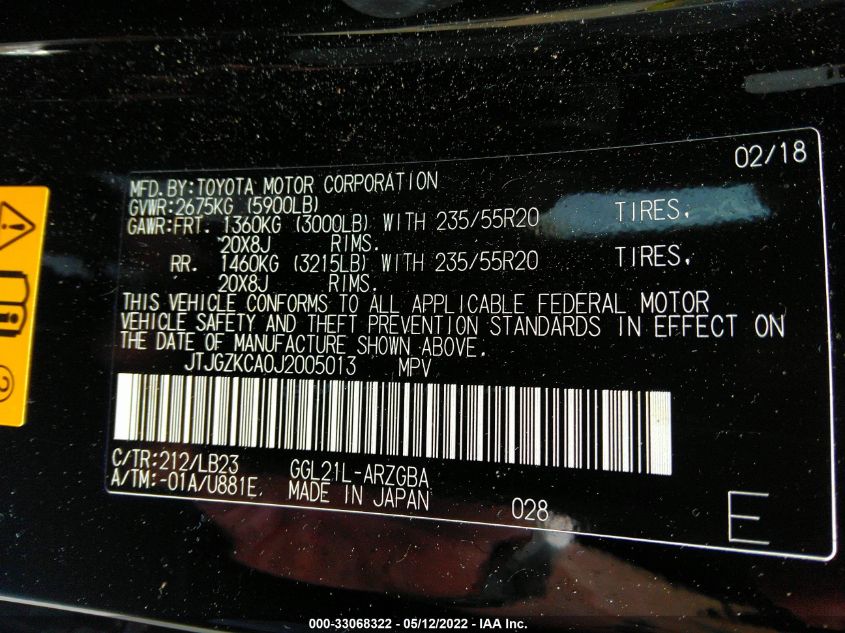 02/18
MFD.BY:TOYOTA MOTOR CORPORATION
GVWR:2675KG (5900LB)
GAWR:FRT. 1360KG (3000LB) WITH 235/55R20 TIRES,
20X8J RIMS.
RR. 1460KG (3215LB) WITH 235/55R20 TIRES,
20X8J RIMS.
THIS VEHICLE CONFORMS TO ALL APPLICABLE FEDERAL MOTOR
VEHICLE SAFETY AND THEFT PREVENTION STANDARDS IN EFFECT ON
THE DATE OF MANUFACTURE SHOWN ABOVE.
JTJGZKCA0J2005013 MPV
C/TR:212/LB23 GGL21L-ARZGBA
A/TM:-01A/U881E MADE IN JAPAN
028
E
2
000-33068322 - 05/12/2022 - IAA Inc.